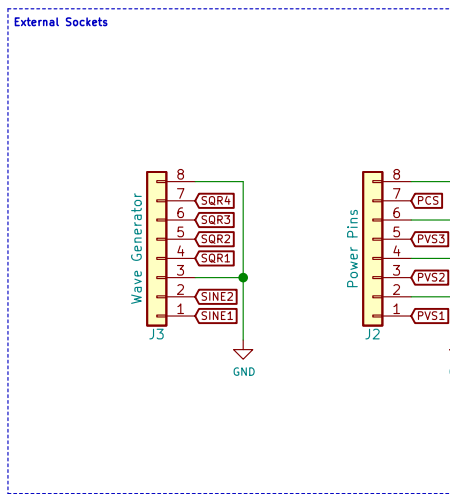 External Sockets
Wave Generator
8
7 SQR4
6 SQR3
5 SQR2
4 SQR1
3
2 SINE2
1 SINE1
J3
GND
Power Pins
8
7 PCS
6
5 PVS3
4
3 PVS2
2
1 PVS1
J2